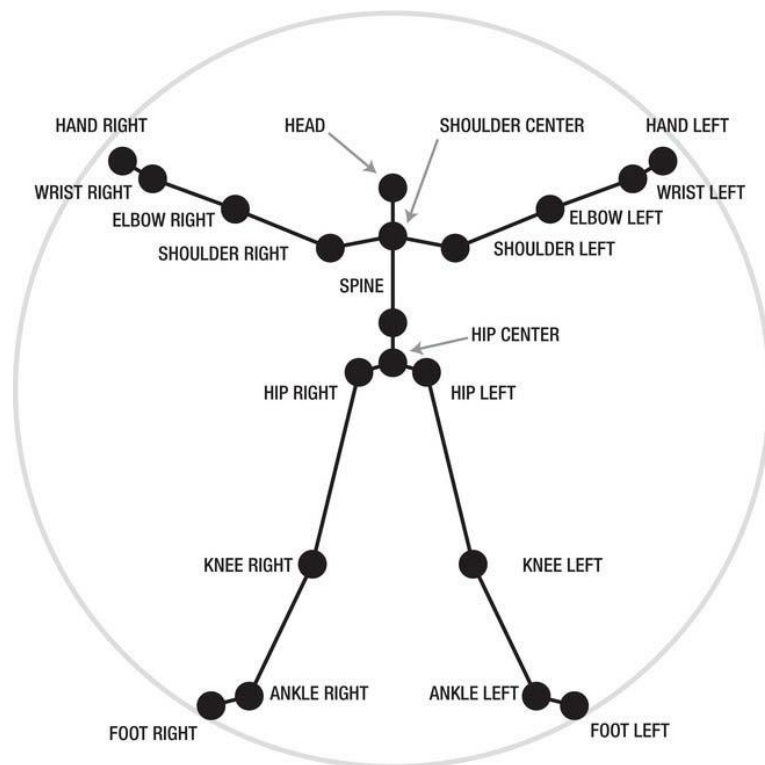 HAND RIGHT
HEAD
SHOULDER CENTER
HAND LEFT
WRIST RIGHT
WRIST LEFT
ELBOW RIGHT
ELBOW LEFT
SHOULDER RIGHT
SHOULDER LEFT
SPINE
HIP CENTER
HIP RIGHT
HIP LEFT
KNEE RIGHT
KNEE LEFT
ANKLE RIGHT
ANKLE LEFT
FOOT RIGHT
FOOT LEFT